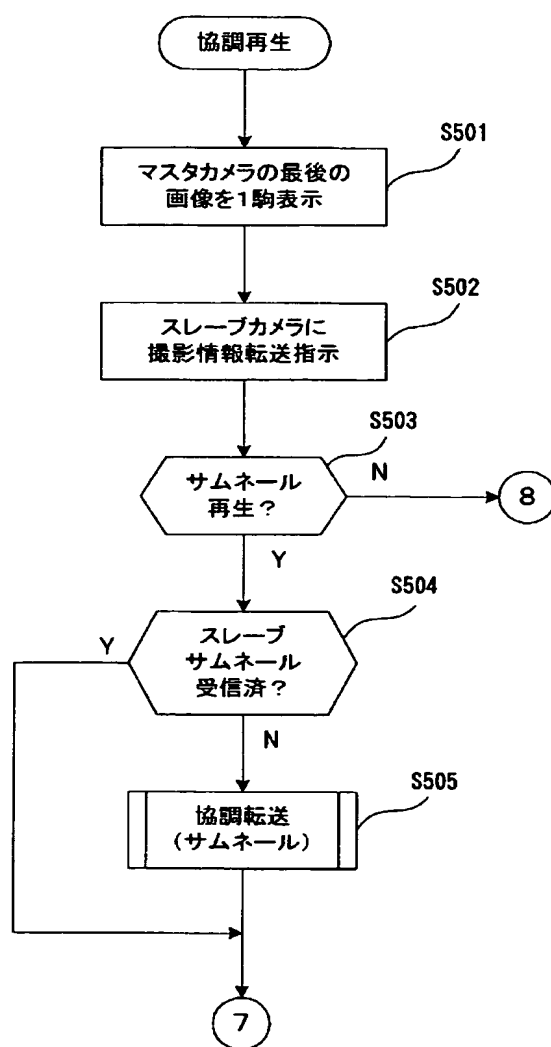 協調再生
S501
マスタカメラの最後の
画像を1駒表示
S502
スレーブカメラに
撮影情報転送指示
S503
サムネール
再生?
N
8
Y
S504
Y
スレーブ
サムネール
受信済?
N
S505
協調転送
(サムネール)
7